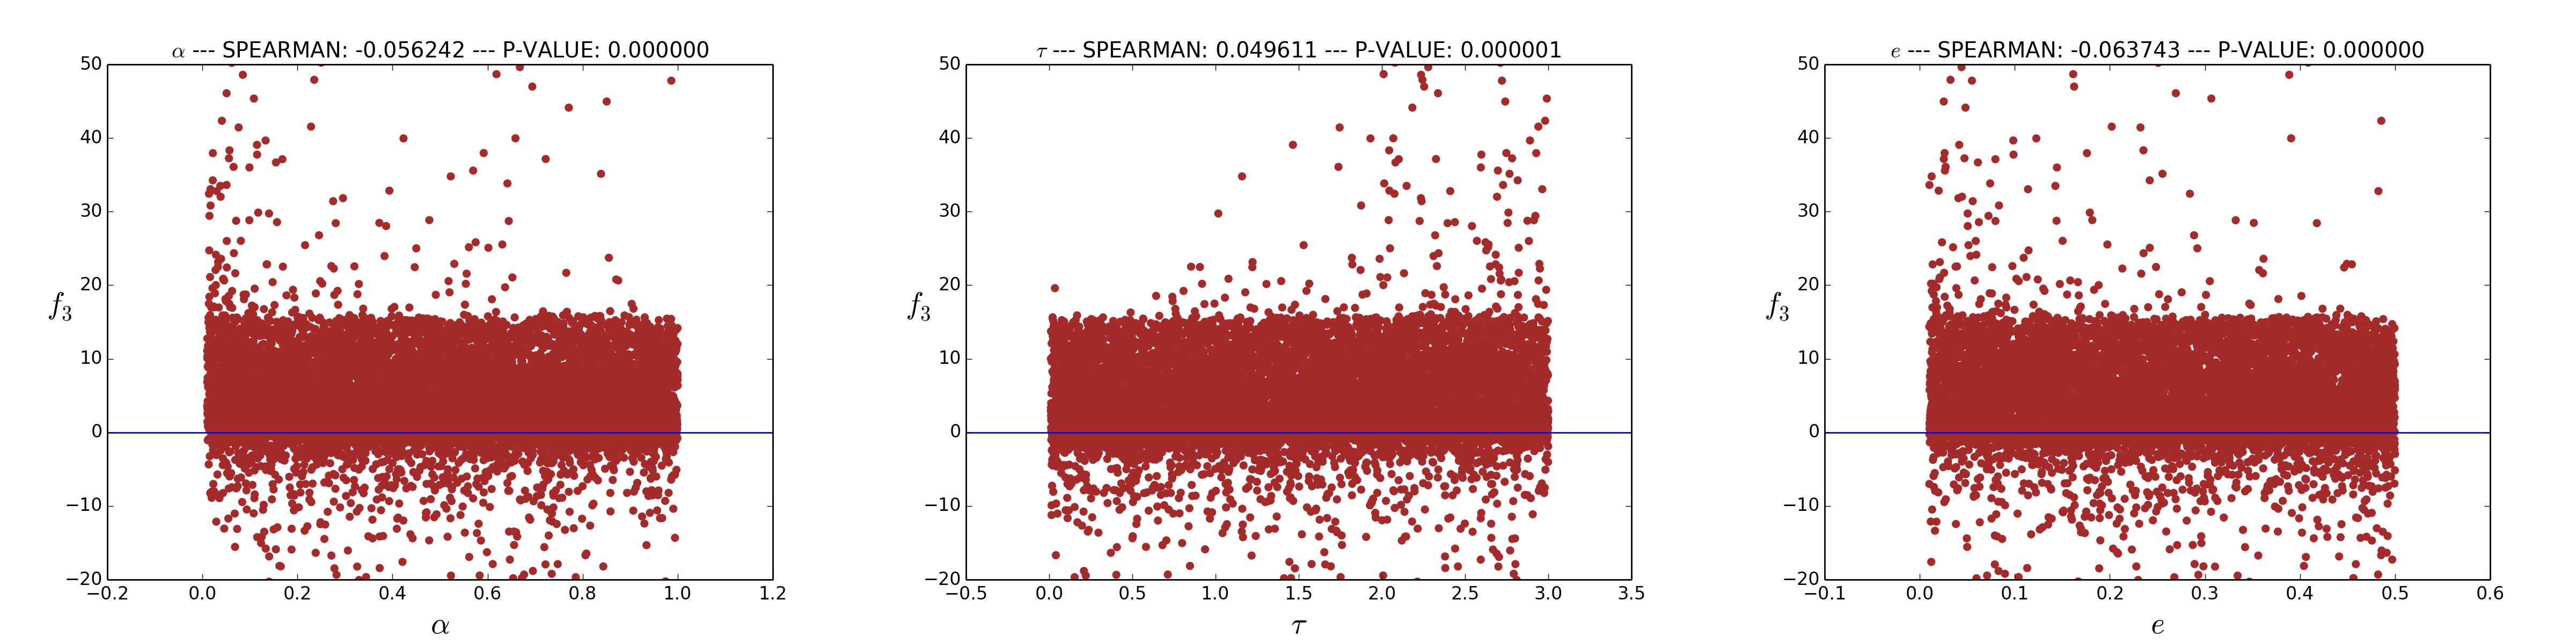 α --- SPEARMAN: -0.056242 --- P-VALUE: 0.000000
50
40
30
20
10
0
−10
−20
f3
−0.2 0.0 0.2 0.4 0.6 0.8 1.0 1.2
α
τ --- SPEARMAN: 0.049611 --- P-VALUE: 0.000001
50
40
30
20
10
0
−10
−20
f3
−0.5 0.0 0.5 1.0 1.5 2.0 2.5 3.0 3.5
τ
e --- SPEARMAN: -0.063743 --- P-VALUE: 0.000000
50
40
30
20
10
0
−10
−20
f3
−0.1 0.0 0.1 0.2 0.3 0.4 0.5 0.6
e